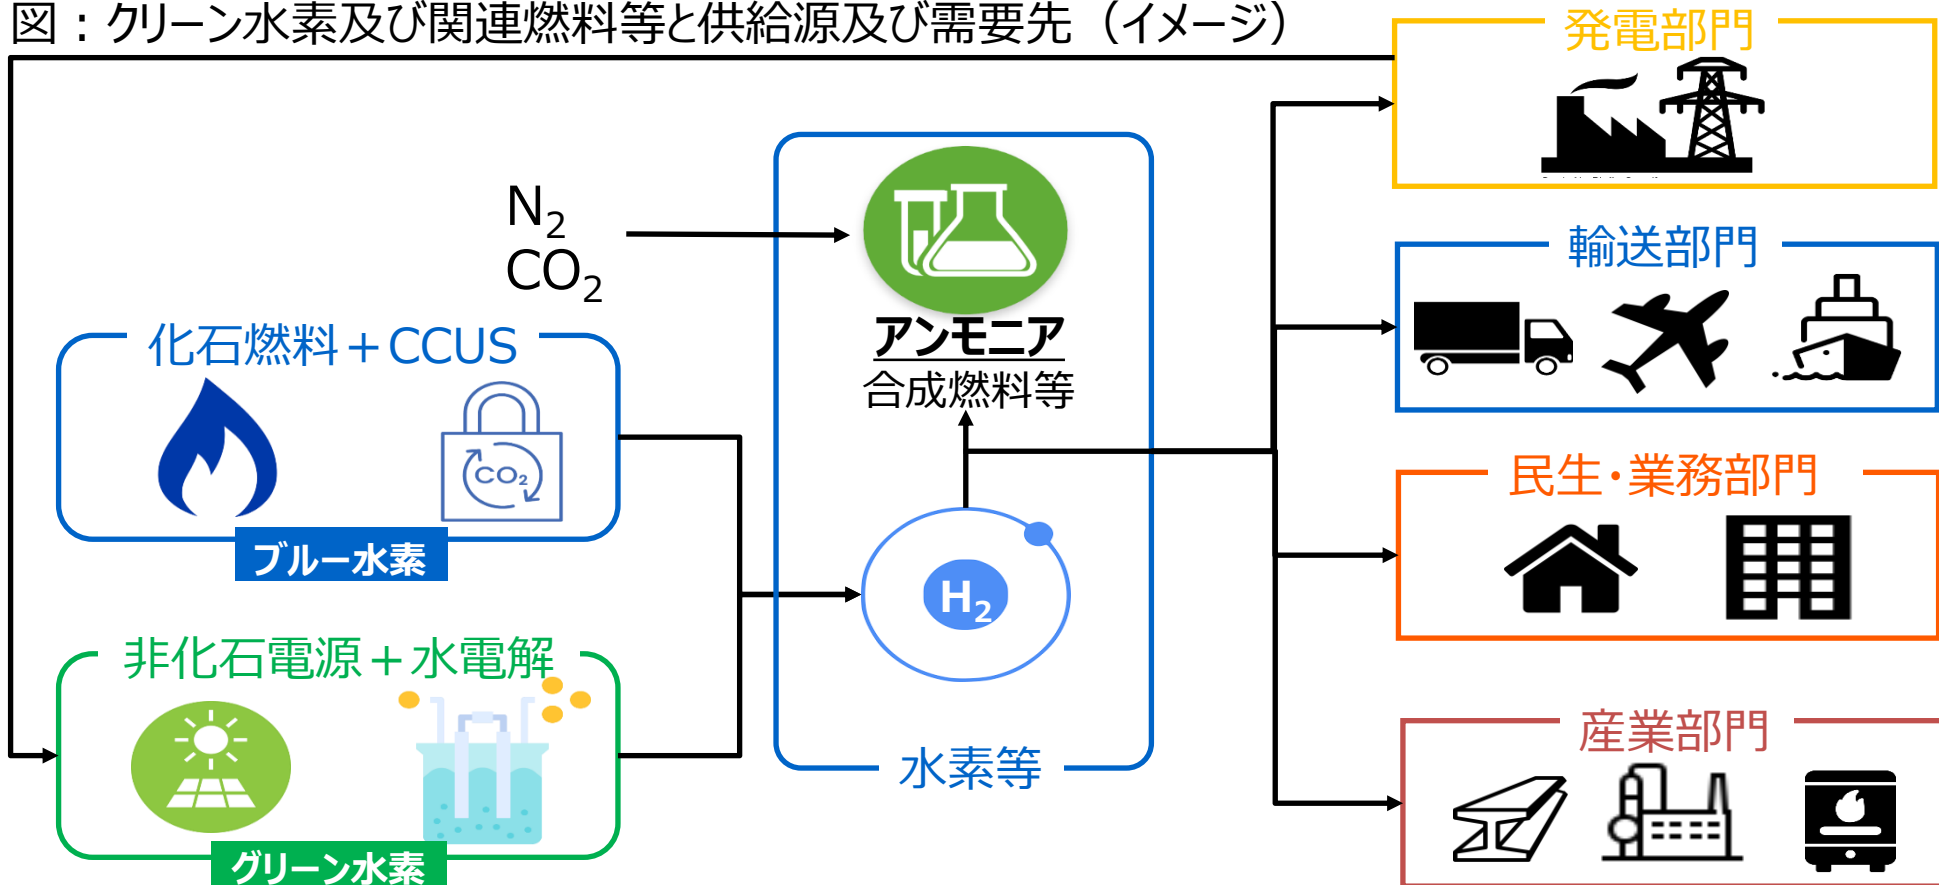 図：クリーン水素及び関連燃料等と供給源及び需要先（イメージ）
発電部門
N₂
CO₂
アンモニア
合成燃料等
輸送部門
化石燃料＋CCUS
CO₂
ブルー水素
H₂
民生・業務部門
非化石電源＋水電解
グリーン水素
水素等
産業部門